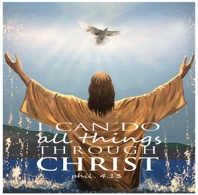 I CAN DO
all things
THROUGH
CHRIST
phil. 4:13